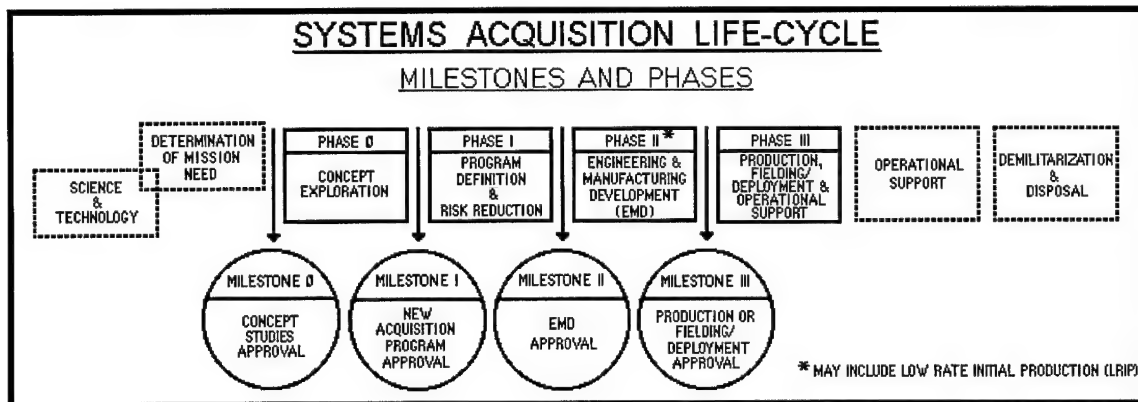 SYSTEMS ACQUISITION LIFE-CYCLE
MILESTONES AND PHASES
SCIENCE
&
TECHNOLOGY
DETERMINATION
OF MISSION
NEED
PHASE 0
CONCEPT
EXPLORATION
PHASE I
PROGRAM
DEFINITION
&
RISK REDUCTION
PHASE II*
ENGINEERING &
MANUFACTURING
DEVELOPMENT
(EMD)
PHASE III
PRODUCTION,
FIELDING/
DEPLOYMENT &
OPERATIONAL
SUPPORT
OPERATIONAL
SUPPORT
DEMILITARIZATION
&
DISPOSAL
MILESTONE 0
CONCEPT
STUDIES
APPROVAL
MILESTONE I
NEW
ACQUISITION
PROGRAM
APPROVAL
MILESTONE II
EMD
APPROVAL
MILESTONE III
PRODUCTION OR
FIELDING/
DEPLOYMENT
APPROVAL
* MAY INCLUDE LOW RATE INITIAL PRODUCTION (LRIP)